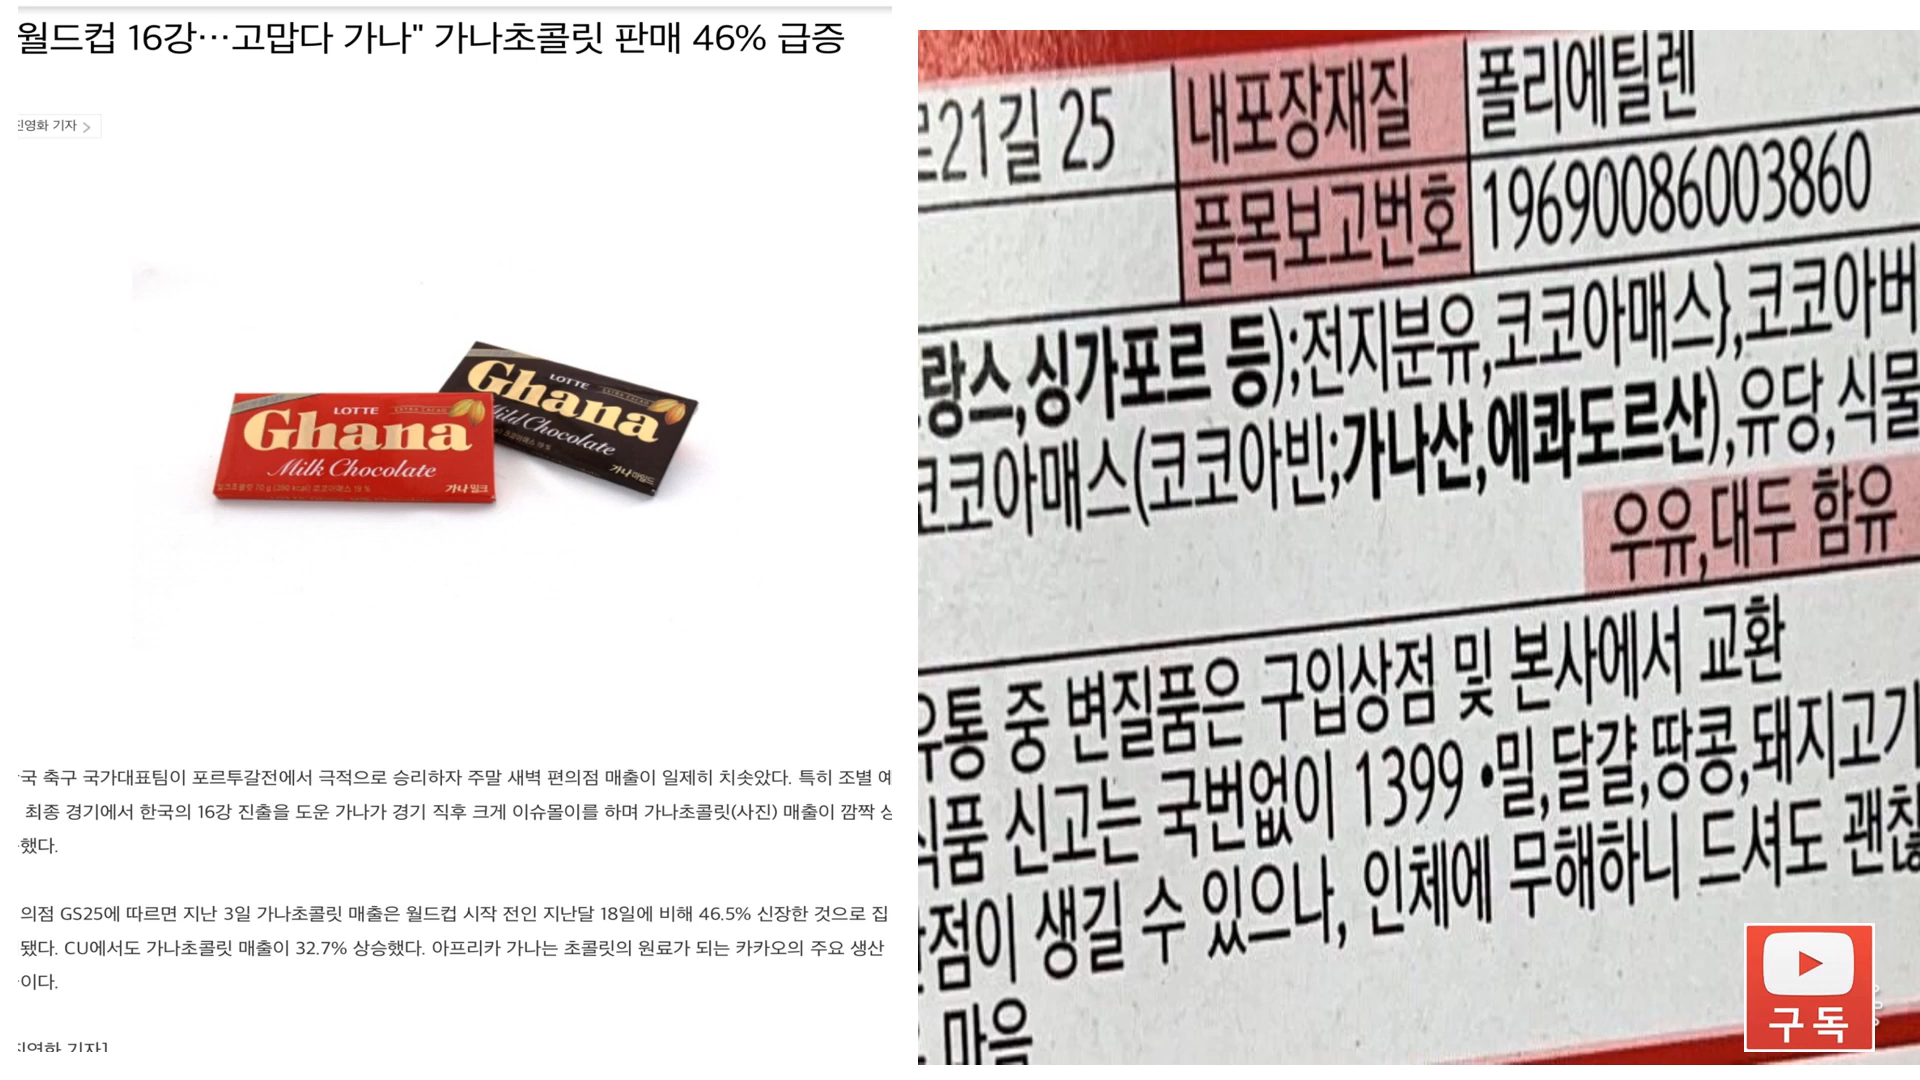 월드컵 16강…고맙다 가나" 가나초콜릿 판매 46% 급증
진영화 기자
LOTTE
Ghana
Milk Chocolate
가나 밀크
LOTTE
Ghana
Mild Chocolate
가나 마일드
국 축구 국가대표팀이 포르투갈전에서 극적으로 승리하자 주말 새벽 편의점 매출이 일제히 치솟았다. 특히 조별 예
최종 경기에서 한국의 16강 진출을 도운 가나가 경기 직후 크게 이슈몰이를 하며 가나초콜릿(사진) 매출이 깜짝 상
했다.
의점 GS25에 따르면 지난 3일 가나초콜릿 매출은 월드컵 시작 전인 지난달 18일에 비해 46.5% 신장한 것으로 집
됐다. CU에서도 가나초콜릿 매출이 32.7% 상승했다. 아프리카 가나는 초콜릿의 원료가 되는 카카오의 주요 생산
이다.
진영화 기자]
로21길 25
내포장재질
폴리에틸렌
품목보고번호
19690086003860
랑스,싱가포르 등);전지분유,코코아매스},코코아버
코코아매스(코코아빈;가나산,에콰도르산),유당,식물
우유,대두 함유
유통 중 변질품은 구입상점 및 본사에서 교환
식품 신고는 국번없이 1399 •밀,달걀,땅콩,돼지고기
점이 생길 수 있으나, 인체에 무해하니 드셔도 괜찮
마음
구독